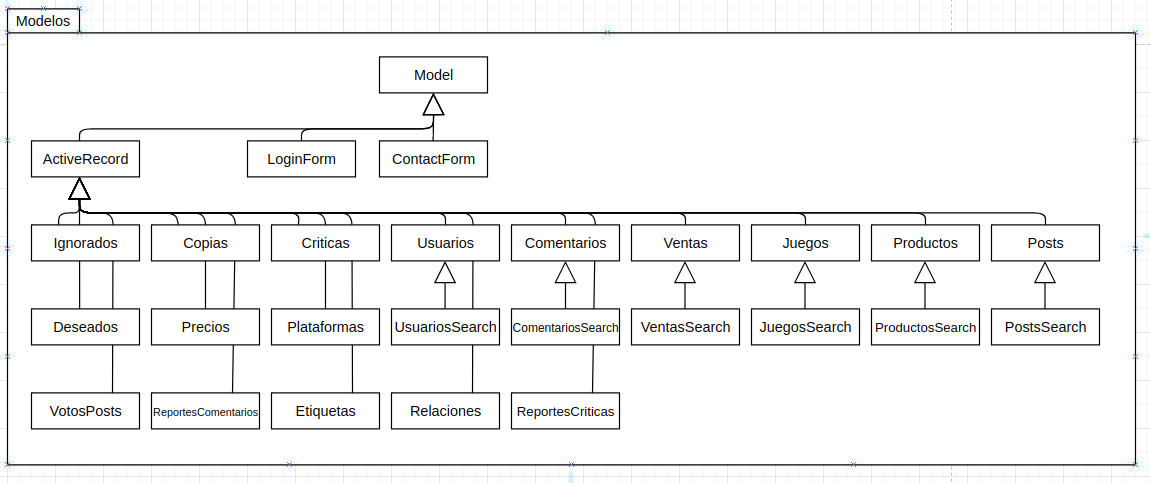 Modelos
Model
ActiveRecord
LoginForm
ContactForm
Ignorados
Copias
Criticas
Usuarios
Comentarios
Ventas
Juegos
Productos
Posts
Deseados
Precios
Plataformas
UsuariosSearch
ComentariosSearch
VentasSearch
JuegosSearch
ProductosSearch
PostsSearch
VotosPosts
ReportesComentarios
Etiquetas
Relaciones
ReportesCriticas